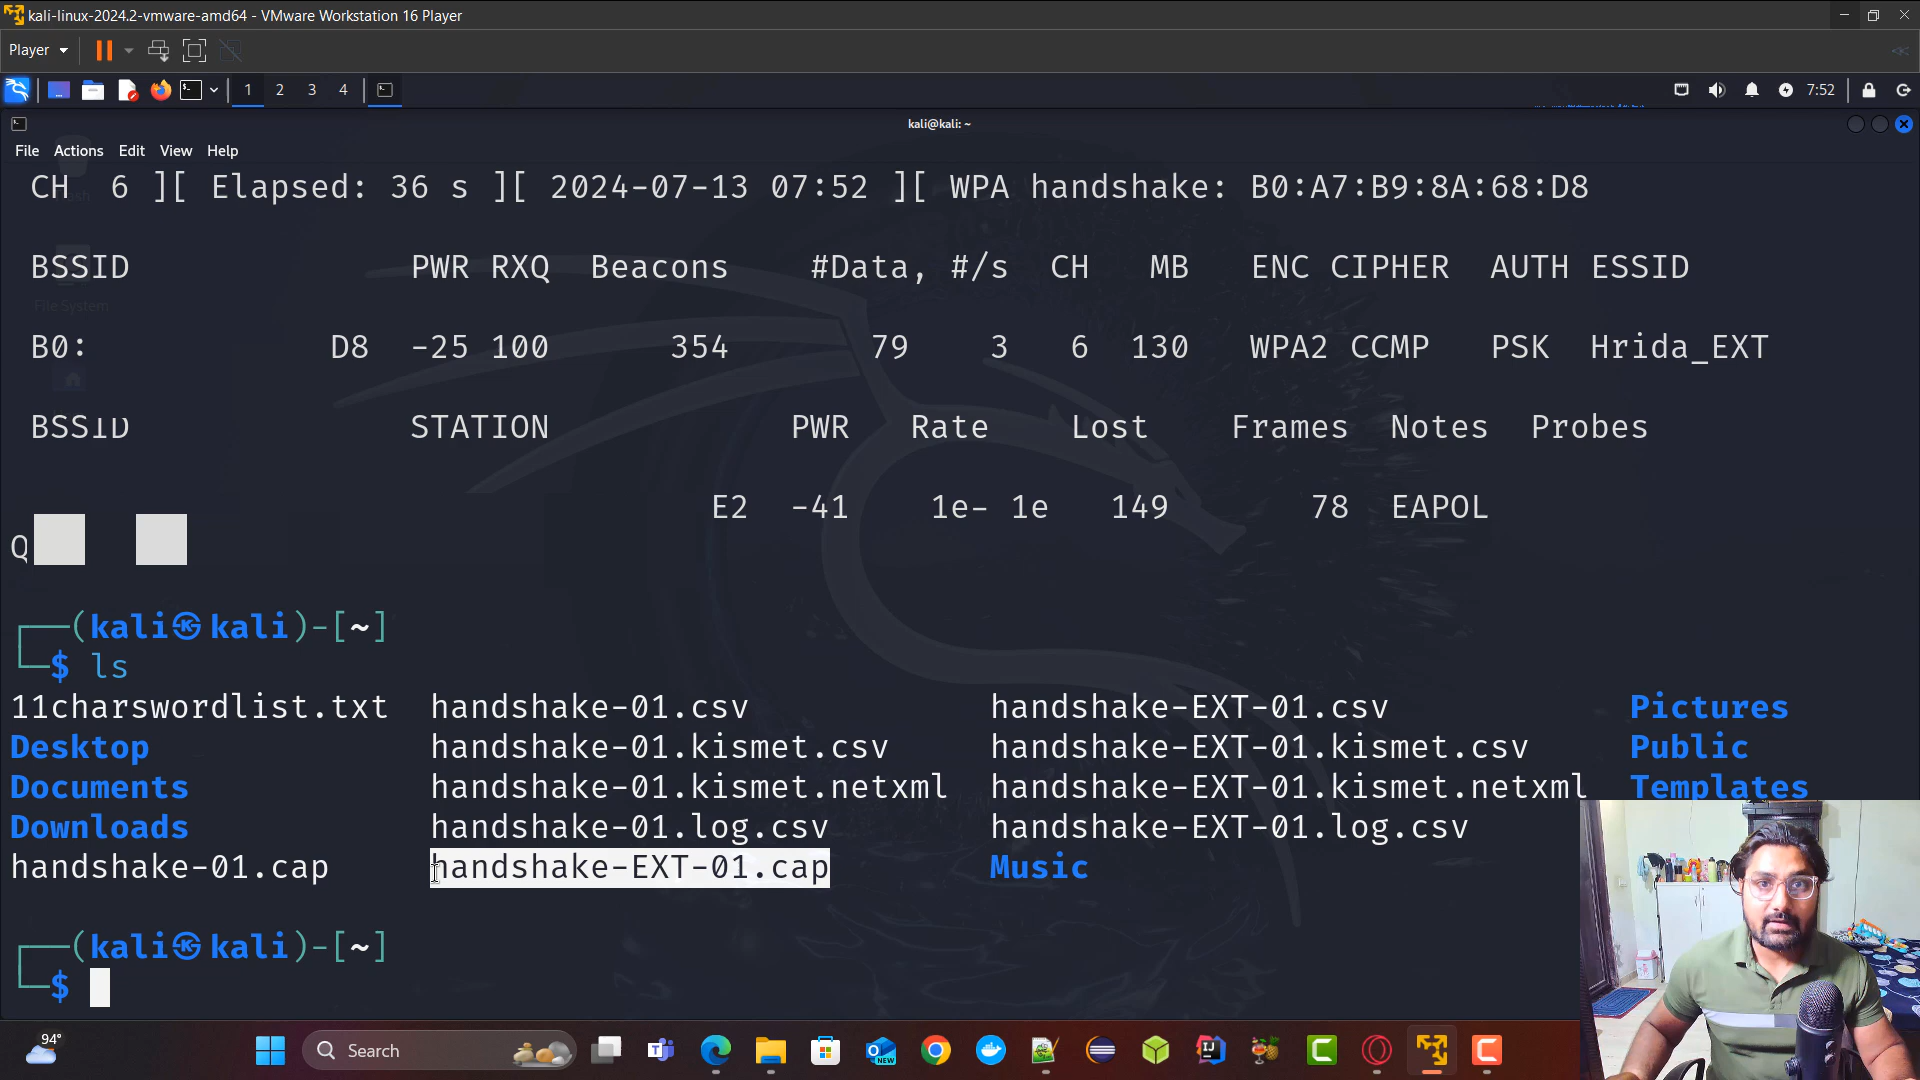 kali-linux-2024.2-vmware-amd64 - VMware Workstation 16 Player
Player
1 2 3 4 7:52
kali@kali: ~
File Actions Edit View Help
CH 6 ][ Elapsed: 36 s ][ 2024-07-13 07:52 ][ WPA handshake: B0:A7:B9:8A:68:D8
BSSID PWR RXQ Beacons #Data, #/s CH MB ENC CIPHER AUTH ESSID
File System
B0: D8 -25 100 354 79 3 6 130 WPA2 CCMP PSK Hrida_EXT
BSSID STATION PWR Rate Lost Frames Notes Probes
E2 -41 1e- 1e 149 78 EAPOL
Q
┌──(kali㉿kali)-[~]
└─$ ls
11charswordlist.txt handshake-01.csv handshake-EXT-01.csv Pictures
Desktop handshake-01.kismet.csv handshake-EXT-01.kismet.csv Public
Documents handshake-01.kismet.netxml handshake-EXT-01.kismet.netxml Templates
Downloads handshake-01.log.csv handshake-EXT-01.log.csv
handshake-01.cap handshake-EXT-01.cap Music
┌──(kali㉿kali)-[~]
└─$
94°
Search
NEW